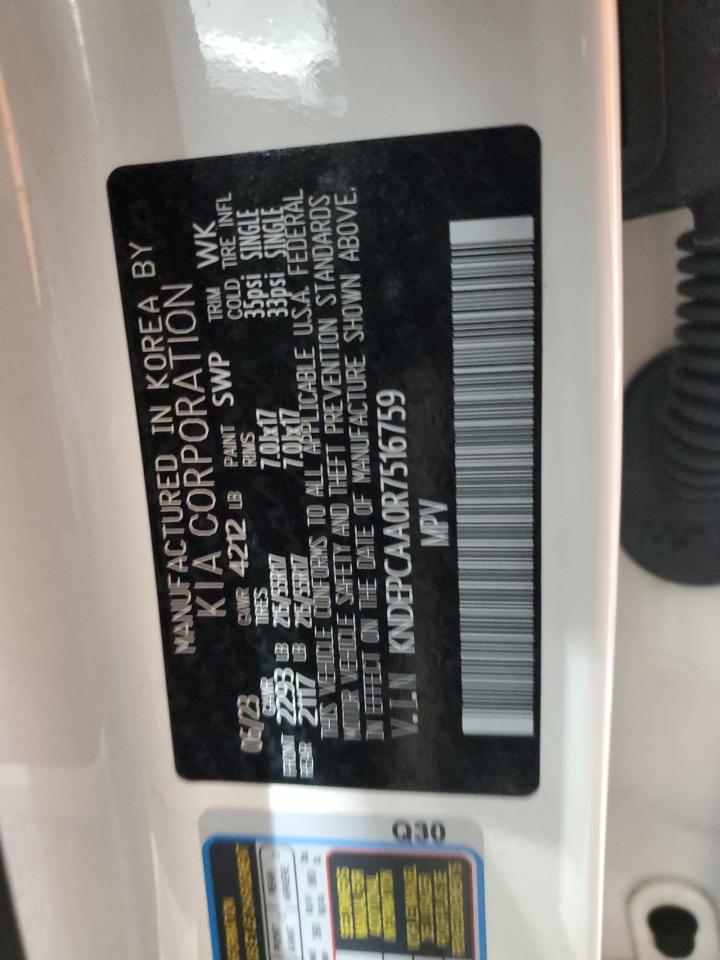 MANUFACTURED IN KOREA BY
KIA CORPORATION
06/23 GVWR 4212 LB PAINT SWP TRIM WK
GAWR TIRES RIMS COLD TIRE INFL
FRONT 2293 LB 215/55R17 7.0Jx17 35psi SINGLE
REAR 2117 LB 215/55R17 7.0Jx17 33psi SINGLE
THIS VEHICLE CONFORMS TO ALL APPLICABLE U.S.A. FEDERAL
MOTOR VEHICLE SAFETY AND THEFT PREVENTION STANDARDS
IN EFFECT ON THE DATE OF MANUFACTURE SHOWN ABOVE.
V.I.N KNDEPCAA0R7516759
MPV
Q30